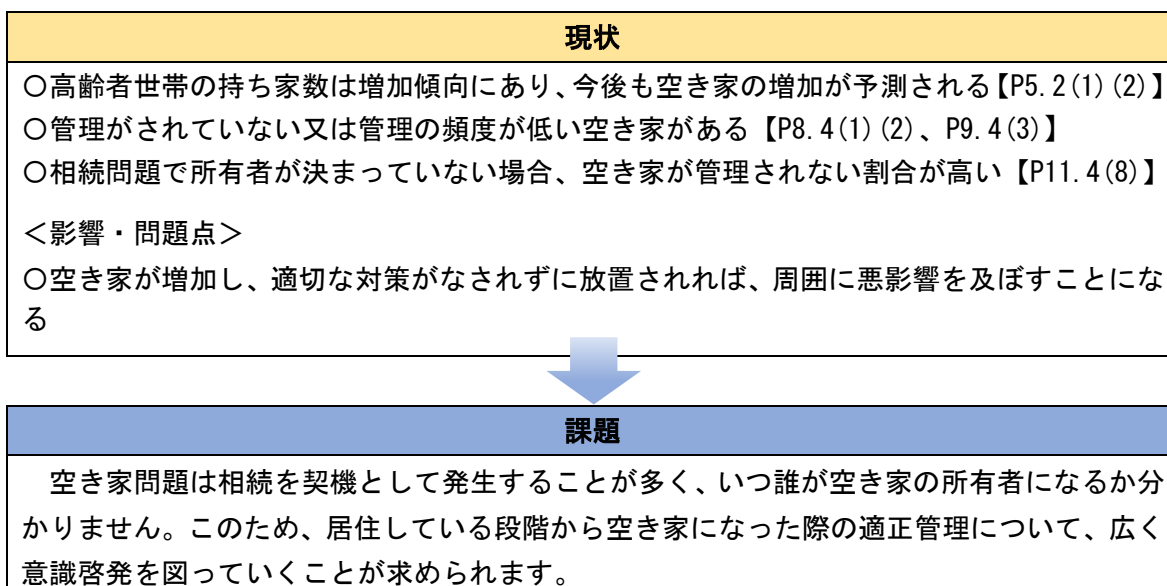 現状
〇高齢者世帯の持ち家数は増加傾向にあり、今後も空き家の増加が予測される【P5.2(1)(2)】
〇管理がされていない又は管理の頻度が低い空き家がある【P8.4(1)(2)、P9.4(3)】
〇相続問題で所有者が決まっていない場合、空き家が管理されない割合が高い【P11.4(8)】
＜影響・問題点＞
〇空き家が増加し、適切な対策がなされずに放置されれば、周囲に悪影響を及ぼすことにな
る
課題
　空き家問題は相続を契機として発生することが多く、いつ誰が空き家の所有者になるか分
かりません。このため、居住している段階から空き家になった際の適正管理について、広く
意識啓発を図っていくことが求められます。